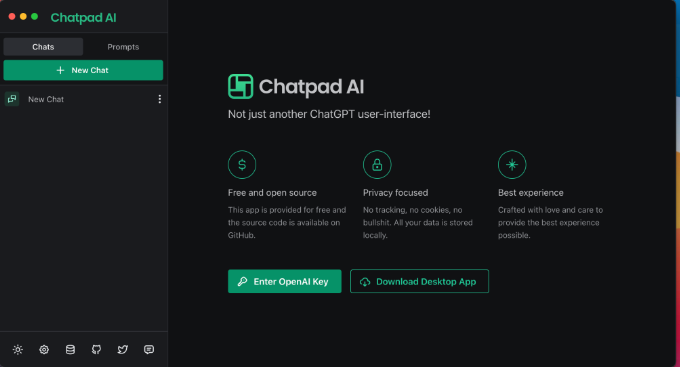 Chatpad AI
Chats
Prompts
New Chat
New Chat
Chatpad AI
Not just another ChatGPT user-interface!
Free and open source
This app is provided for free and
the source code is available on
GitHub.
Privacy focused
No tracking, no cookies, no
bullshit. All your data is stored
locally.
Best experience
Crafted with love and care to
provide the best experience
possible.
Enter OpenAI Key
Download Desktop App